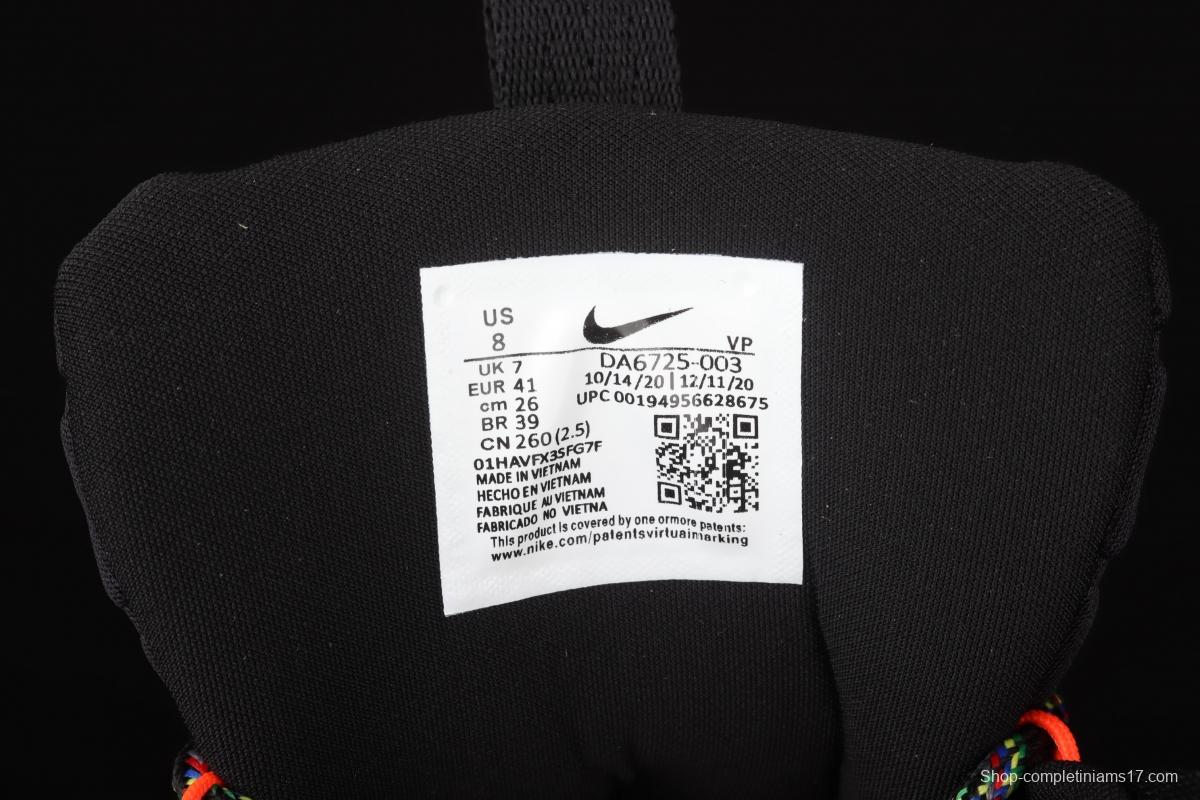 US
8
VP
UK 7
DA6725-003
EUR 41
10/14/20 | 12/11/20
cm 26
UPC 00194956628675
BR 39
CN 260 (2.5)
01HAVFX3SFG7F
MADE IN VIETNAM
HECHO EN VIETNAM
FABRIQUE AU VIETNAM
FABRICADO NO VIETNA
This product is covered by one ormore patents:
www.nike.com/patentsvirtuaimarking
Shop-completiniams17.com